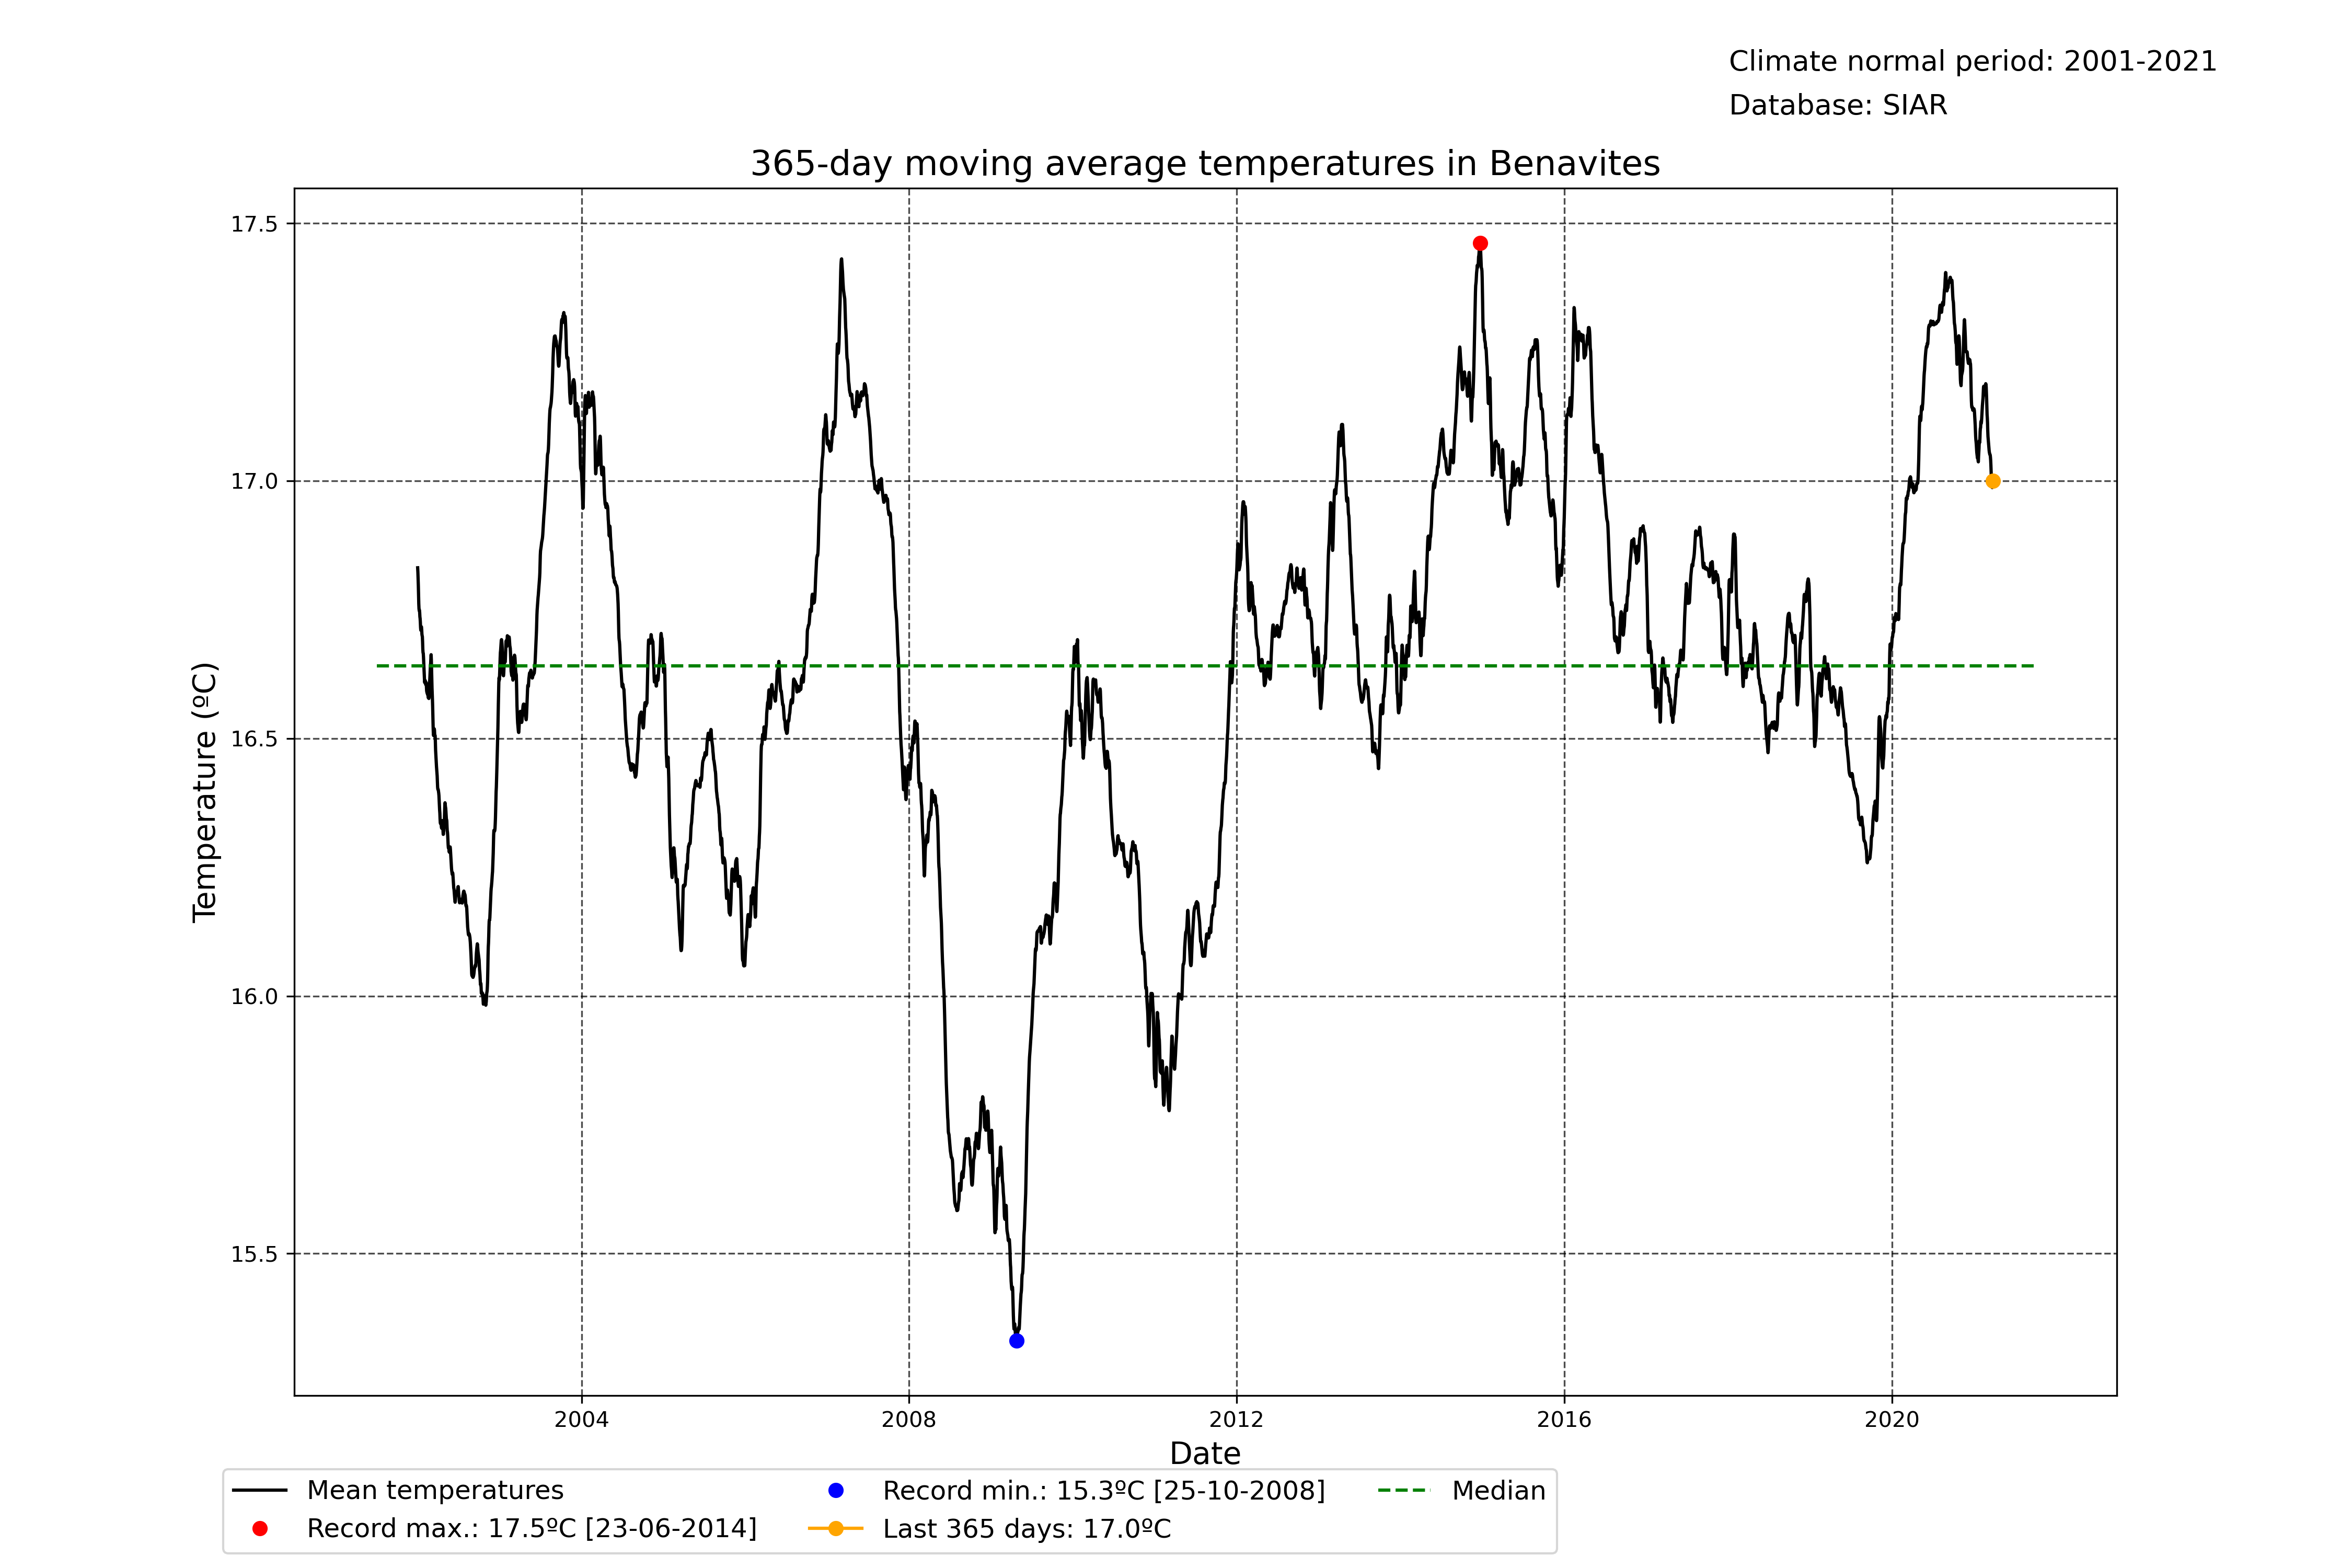 Climate normal period: 2001-2021
Database: SIAR
365-day moving average temperatures in Benavites
17.5
17.0
16.5
16.0
15.5
Temperature (ºC)
2004 2008 2012 2016 2020
Date
Mean temperatures
Record max.: 17.5ºC [23-06-2014]
Record min.: 15.3ºC [25-10-2008]
Last 365 days: 17.0ºC
Median